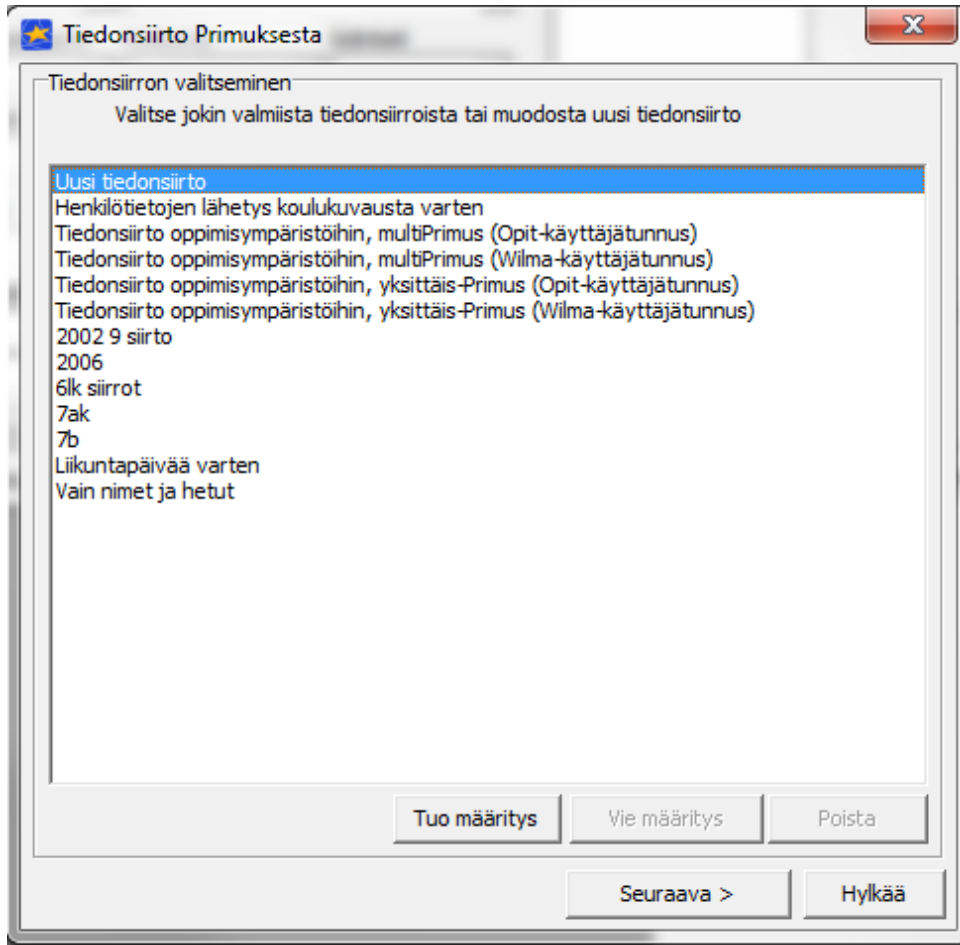 Tiedonsiirto Primuksesta
Tiedonsiirron valitseminen
Valitse jokin valmiista tiedonsiirroista tai muodosta uusi tiedonsiirto
Uusi tiedonsiirto
Henkilötietojen lähetys koulukuvausta varten
Tiedonsiirto oppimisympäristöihin, multiPrimus (Opit-käyttäjätunnus)
Tiedonsiirto oppimisympäristöihin, multiPrimus (Wilma-käyttäjätunnus)
Tiedonsiirto oppimisympäristöihin, yksittäis-Primus (Opit-käyttäjätunnus)
Tiedonsiirto oppimisympäristöihin, yksittäis-Primus (Wilma-käyttäjätunnus)
2002 9 siirto
2006
6lk siirrot
7ak
7b
Liikuntapäivää varten
Vain nimet ja hetut
Tuo määritys Vie määritys Poista
Seuraava > Hylkää